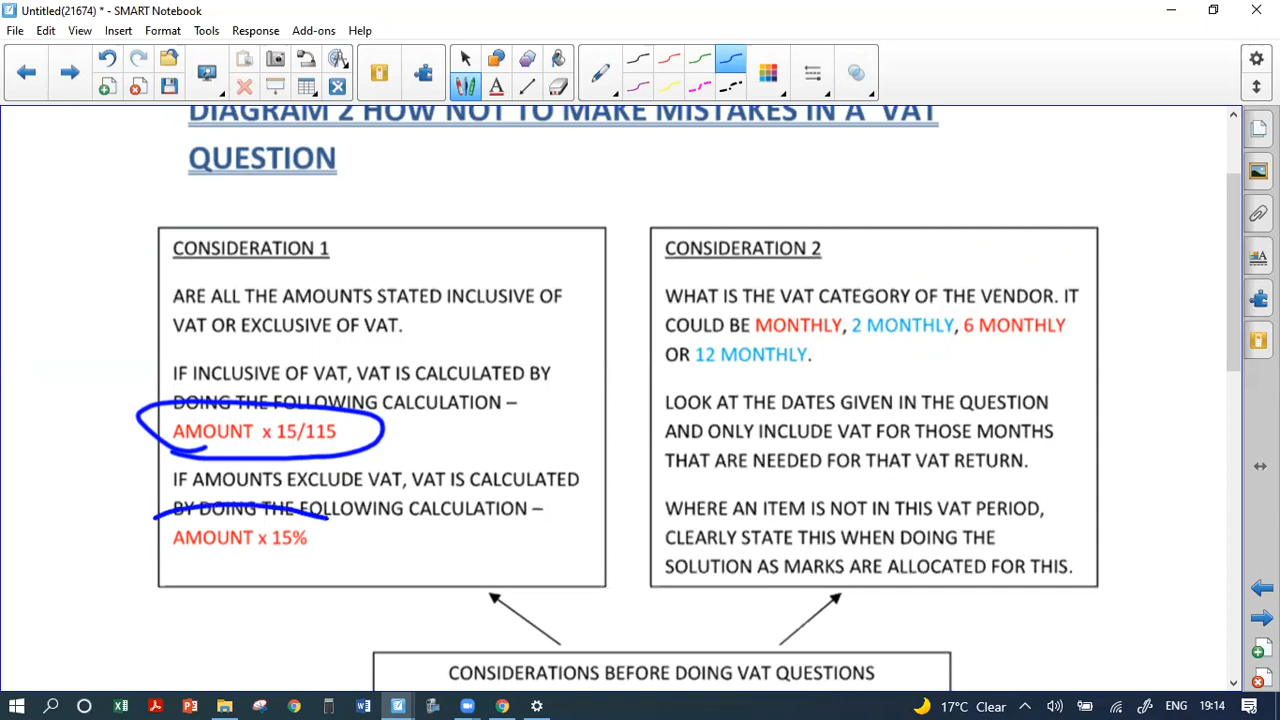 Untitled(21674) * - SMART Notebook
File Edit View Insert Format Tools Response Add-ons Help
DIAGRAM 2 HOW NOT TO MAKE MISTAKES IN A VAT
QUESTION
CONSIDERATION 1
ARE ALL THE AMOUNTS STATED INCLUSIVE OF
VAT OR EXCLUSIVE OF VAT.
IF INCLUSIVE OF VAT, VAT IS CALCULATED BY
DOING THE FOLLOWING CALCULATION –
AMOUNT x 15/115
IF AMOUNTS EXCLUDE VAT, VAT IS CALCULATED
BY DOING THE FOLLOWING CALCULATION –
AMOUNT x 15%
CONSIDERATION 2
WHAT IS THE VAT CATEGORY OF THE VENDOR. IT
COULD BE MONTHLY, 2 MONTHLY, 6 MONTHLY
OR 12 MONTHLY.
LOOK AT THE DATES GIVEN IN THE QUESTION
AND ONLY INCLUDE VAT FOR THOSE MONTHS
THAT ARE NEEDED FOR THAT VAT RETURN.
WHERE AN ITEM IS NOT IN THIS VAT PERIOD,
CLEARLY STATE THIS WHEN DOING THE
SOLUTION AS MARKS ARE ALLOCATED FOR THIS.
CONSIDERATIONS BEFORE DOING VAT QUESTIONS
17°C Clear ENG 19:14